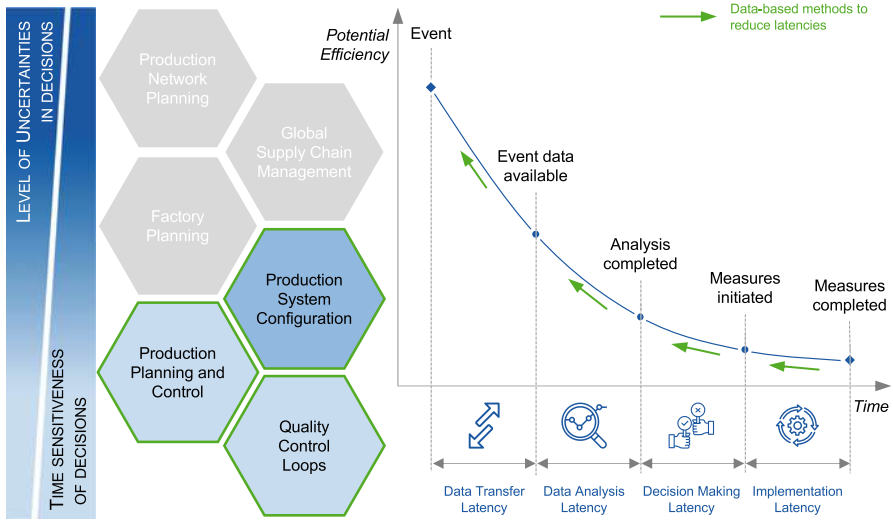 LEVEL OF UNCERTAINTIES
IN DECISIONS
TIME SENSITIVENESS
OF DECISIONS
Production
Network
Planning
Global
Supply Chain
Management
Factory
Planning
Production
System
Configuration
Production
Planning and
Control
Quality
Control
Loops
Potential
Efficiency
Event
Data-based methods to
reduce latencies
Event data
available
Analysis
completed
Measures
initiated
Measures
completed
Time
Data Transfer
Latency
Data Analysis
Latency
Decision Making
Latency
Implementation
Latency